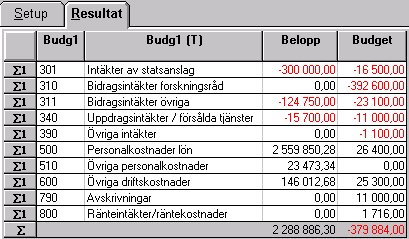 Setup Resultat
Budg1 Budg1 (T) Belopp Budget
Σ1 301 Intäkter av statsanslag -300 000,00 -16 500,00
Σ1 310 Bidragsintäkter forskningsråd 0,00 -392 600,00
Σ1 311 Bidragsintäkter övriga -124 750,00 -23 100,00
Σ1 340 Uppdragsintäkter / försålda tjänster -15 700,00 -11 000,00
Σ1 390 Övriga intäkter 0,00 -1 100,00
Σ1 500 Personalkostnader lön 2 559 850,28 26 400,00
Σ1 510 Övriga personalkostnader 23 473,34 0,00
Σ1 600 Övriga driftskostnader 146 012,68 25 300,00
Σ1 790 Avskrivningar 0,00 11 000,00
Σ1 800 Ränteintäkter/räntekostnader 0,00 1 716,00
Σ 2 288 886,30 -379 884,00